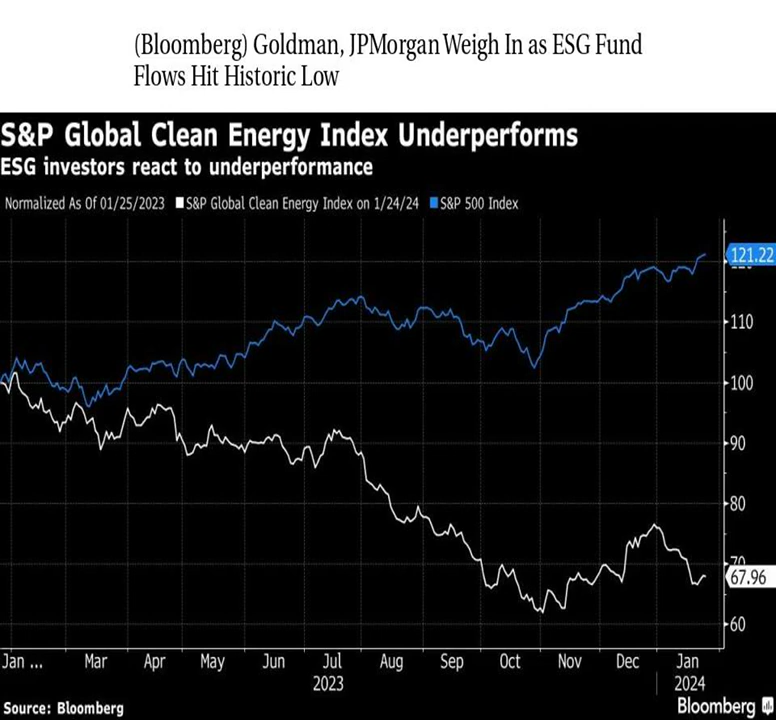 (Bloomberg) Goldman, JPMorgan Weigh In as ESG Fund
Flows Hit Historic Low
S&P Global Clean Energy Index Underperforms
ESG investors react to underperformance
Normalized As Of 01/25/2023 S&P Global Clean Energy Index on 1/24/24 S&P 500 Index
121.22
110
100
90
80
70
67.96
60
Jan ... Mar Apr May Jun Jul Aug Sep Oct Nov Dec Jan
2023 2024
Source: Bloomberg
Bloomberg